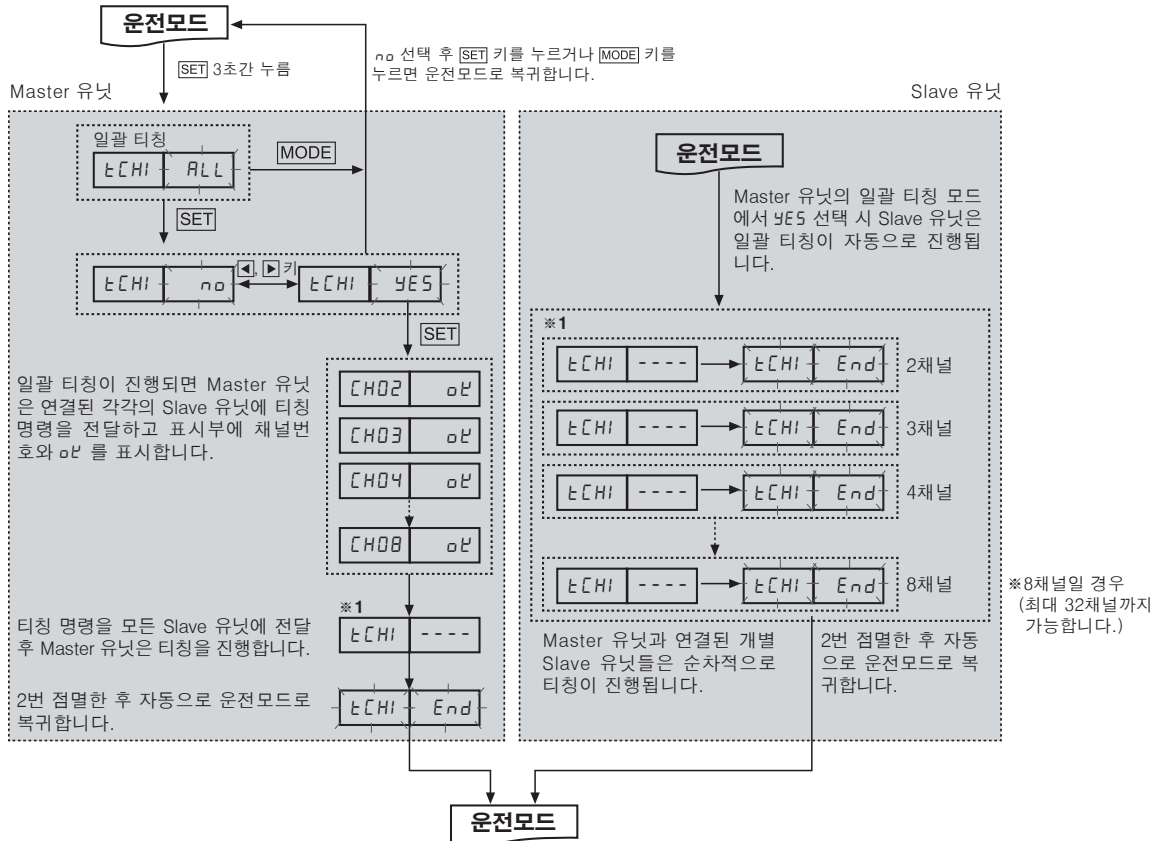 운전모드
SET 3초간 누름
no 선택 후 SET 키를 누르거나 MODE 키를
누르면 운전모드로 복귀합니다.
Master 유닛
일괄 티칭
tCHI ALL
MODE
SET
tCHI no
◀, ▶ 키
tCHI YES
SET
일괄 티칭이 진행되면 Master 유닛
은 연결된 각각의 Slave 유닛에 티칭
명령을 전달하고 표시부에 채널번
호와 oK 를 표시합니다.
CH02 oK
CH03 oK
CH04 oK
CH08 oK
티칭 명령을 모든 Slave 유닛에 전달
후 Master 유닛은 티칭을 진행합니다.
※1
tCHI ----
2번 점멸한 후 자동으로 운전모드로
복귀합니다.
tCHI End
Slave 유닛
운전모드
Master 유닛의 일괄 티칭 모드
에서 YES 선택 시 Slave 유닛은
일괄 티칭이 자동으로 진행됩
니다.
※1
tCHI ---- tCHI End 2채널
tCHI ---- tCHI End 3채널
tCHI ---- tCHI End 4채널
tCHI ---- tCHI End 8채널
※8채널일 경우
(최대 32채널까지
가능합니다.)
Master 유닛과 연결된 개별
Slave 유닛들은 순차적으로
티칭이 진행됩니다.
2번 점멸한 후 자동
으로 운전모드로 복
귀합니다.
운전모드